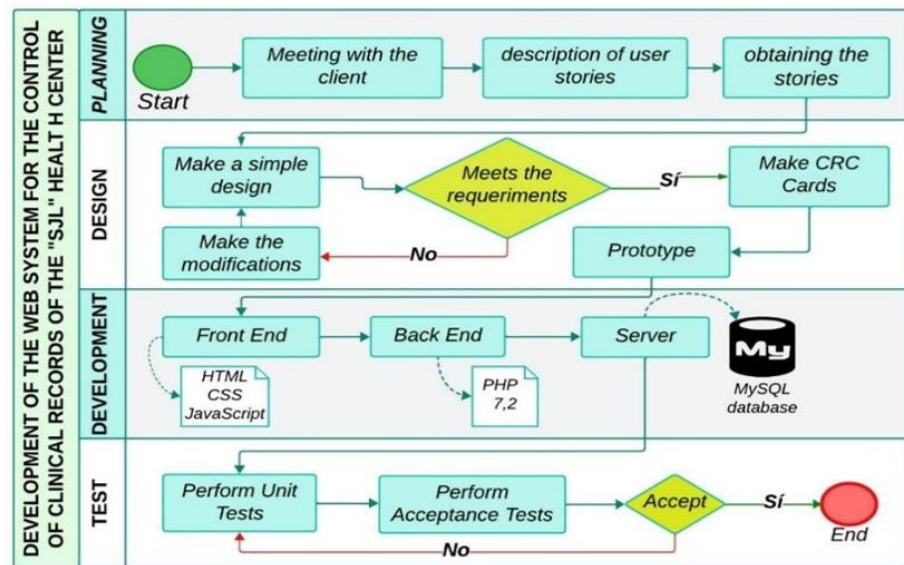 DEVELOPMENT OF THE WEB SYSTEM FOR THE CONTROL
OF CLINICAL RECORDS OF THE "SJL" HEALT H CENTER
PLANNING
Start
Meeting with the
client
description of user
stories
obtaining the
stories
DESIGN
Make a simple
design
Meets the
requeriments
Sí
Make CRC
Cards
Make the
modifications
No
Prototype
DEVELOPMENT
Front End
Back End
Server
HTML
CSS
JavaScript
PHP
7,2
My
MySQL
database
TEST
Perform Unit
Tests
Perform
Acceptance Tests
Accept
Sí
End
No